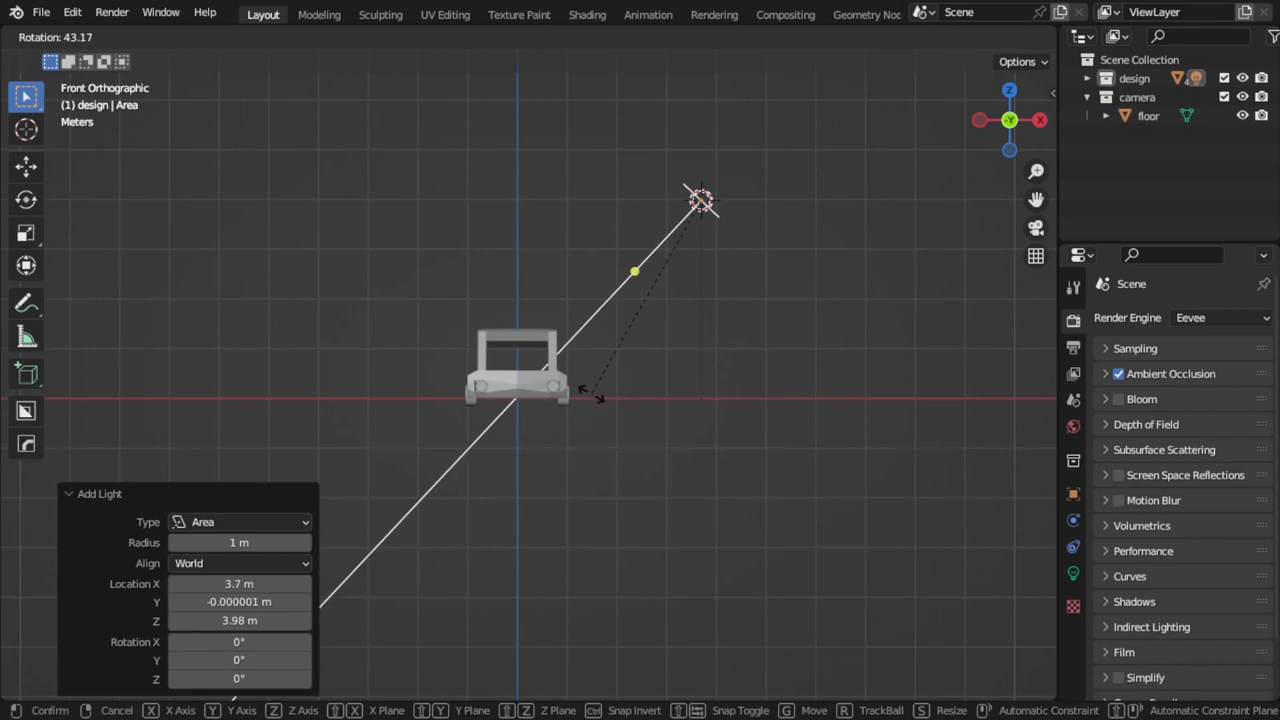 File Edit Render Window Help Layout Modeling Sculpting UV Editing Texture Paint Shading Animation Rendering Compositing Geometry Noc Scene ViewLayer
Rotation: 43.17
Options
Front Orthographic
(1) design | Area
Meters
Z
-Y
X
Scene Collection
design
camera
floor
Scene
Render Engine Eevee
Sampling
Ambient Occlusion
Bloom
Depth of Field
Subsurface Scattering
Screen Space Reflections
Motion Blur
Volumetrics
Performance
Curves
Shadows
Indirect Lighting
Film
Simplify
Add Light
Type Area
Radius 1 m
Align World
Location X 3.7 m
Y -0.000001 m
Z 3.98 m
Rotation X 0°
Y 0°
Z 0°
Confirm Cancel X X Axis Y Y Axis Z Z Axis X X Plane Y Y Plane Z Z Plane Ctrl Snap Invert Snap Toggle G Move R TrackBall S Resize Automatic Constraint Automatic Constraint Plane